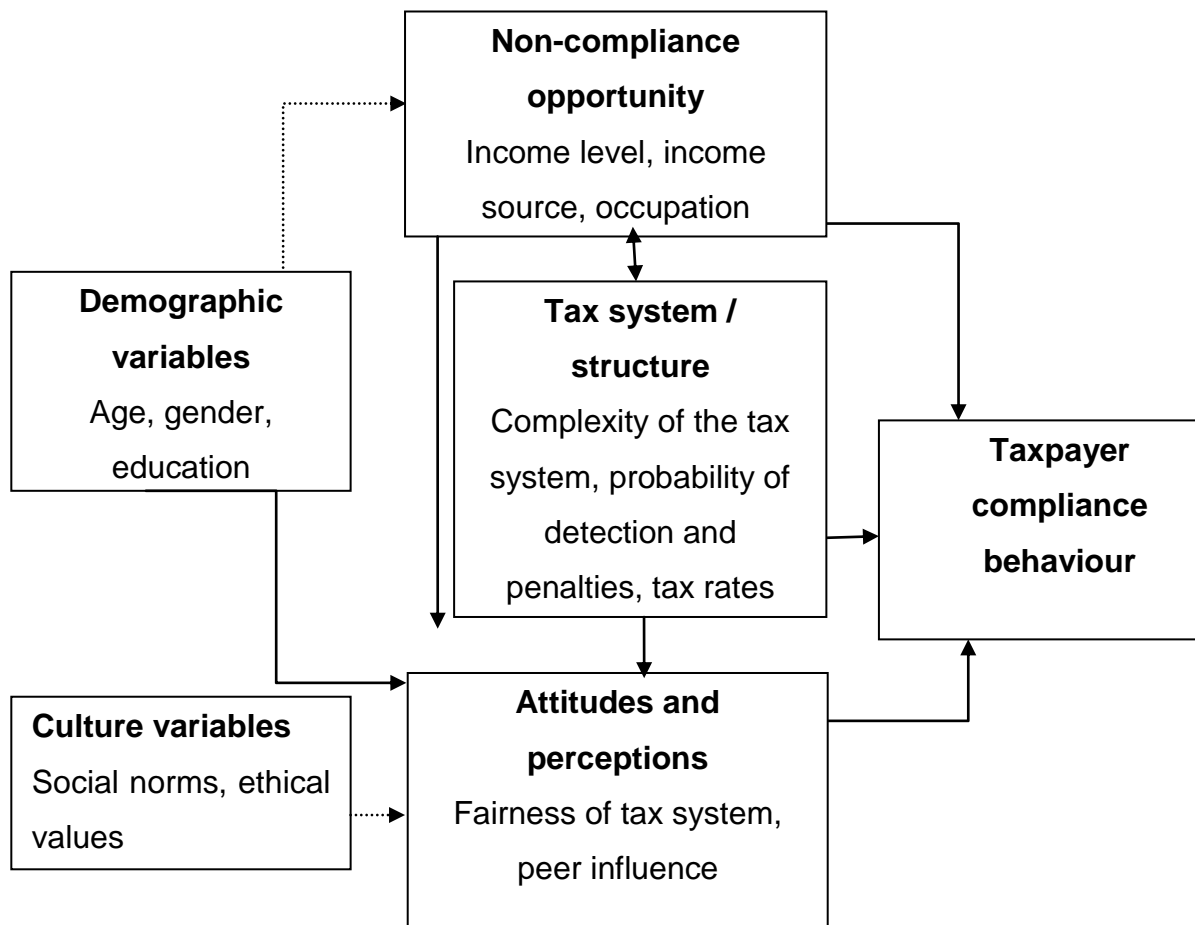 Non-compliance
opportunity
Income level, income
source, occupation
Demographic
variables
Age, gender,
education
Tax system /
structure
Complexity of the tax
system, probability of
detection and
penalties, tax rates
Taxpayer
compliance
behaviour
Culture variables
Social norms, ethical
values
Attitudes and
perceptions
Fairness of tax system,
peer influence